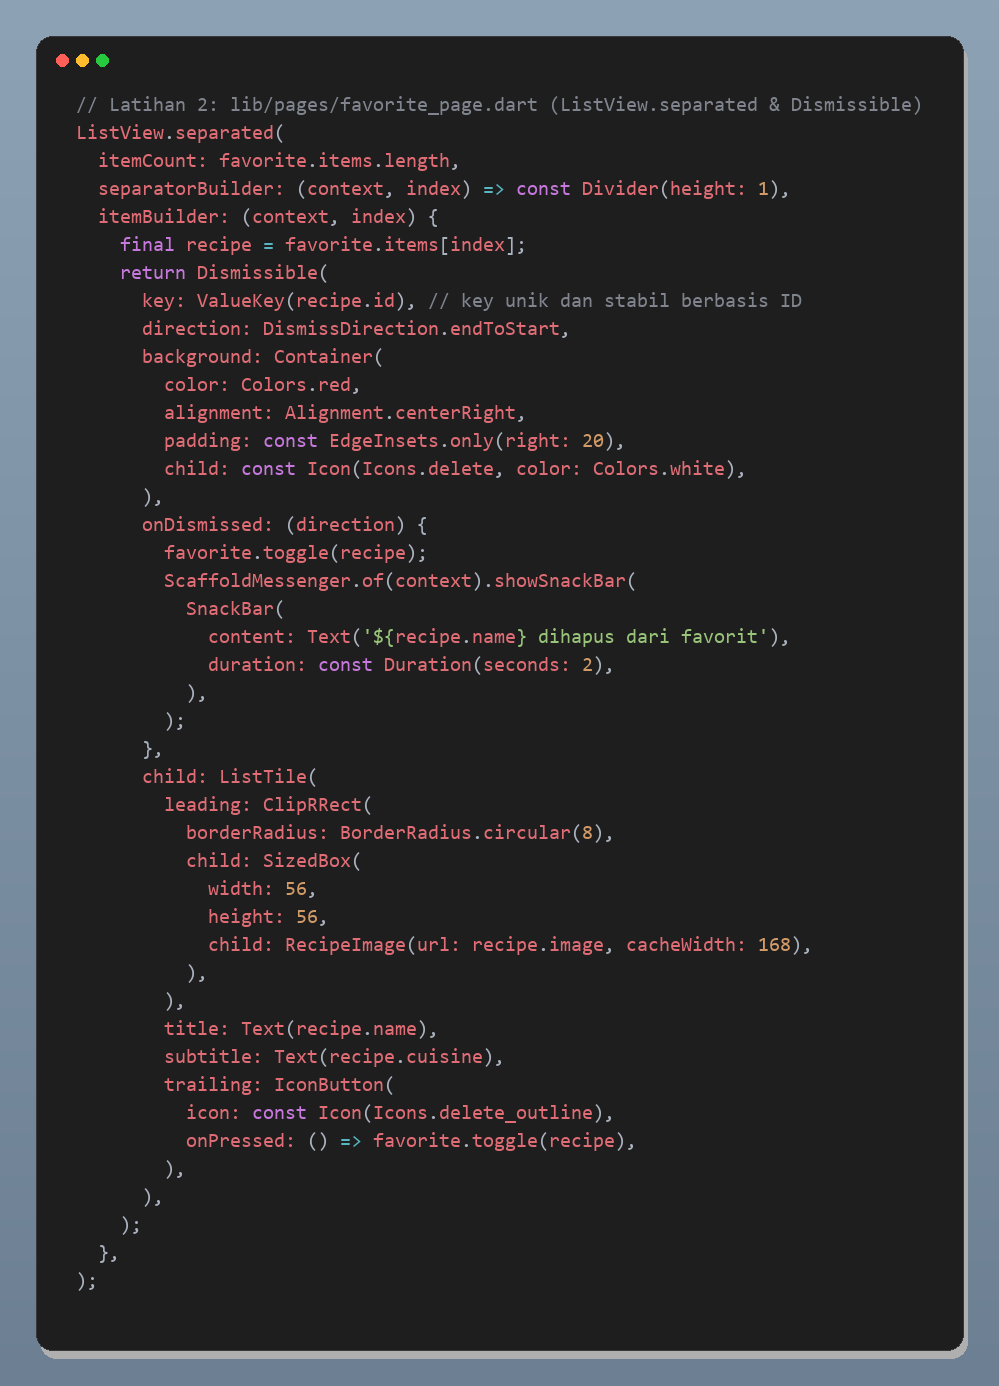 // Latihan 2: lib/pages/favorite_page.dart (ListView.separated & Dismissible)
ListView.separated(
  itemCount: favorite.items.length,
  separatorBuilder: (context, index) => const Divider(height: 1),
  itemBuilder: (context, index) {
    final recipe = favorite.items[index];
    return Dismissible(
      key: ValueKey(recipe.id), // key unik dan stabil berbasis ID
      direction: DismissDirection.endToStart,
      background: Container(
        color: Colors.red,
        alignment: Alignment.centerRight,
        padding: const EdgeInsets.only(right: 20),
        child: const Icon(Icons.delete, color: Colors.white),
      ),
      onDismissed: (direction) {
        favorite.toggle(recipe);
        ScaffoldMessenger.of(context).showSnackBar(
          SnackBar(
            content: Text('${recipe.name} dihapus dari favorit'),
            duration: const Duration(seconds: 2),
          ),
        );
      },
      child: ListTile(
        leading: ClipRRect(
          borderRadius: BorderRadius.circular(8),
          child: SizedBox(
            width: 56,
            height: 56,
            child: RecipeImage(url: recipe.image, cacheWidth: 168),
          ),
        ),
        title: Text(recipe.name),
        subtitle: Text(recipe.cuisine),
        trailing: IconButton(
          icon: const Icon(Icons.delete_outline),
          onPressed: () => favorite.toggle(recipe),
        ),
      ),
    );
  },
);